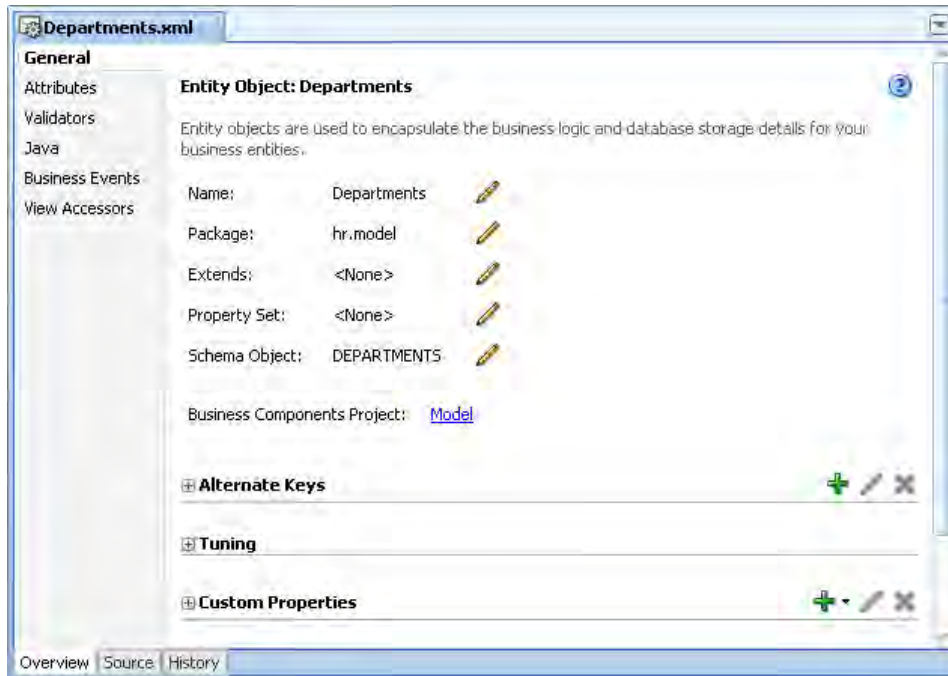 Departments.xml
General
Attributes
Validators
Java
Business Events
View Accessors
Entity Object: Departments
Entity objects are used to encapsulate the business logic and database storage details for your
business entities.
Name: Departments
Package: hr.model
Extends: <None>
Property Set: <None>
Schema Object: DEPARTMENTS
Business Components Project: Model
Alternate Keys
Tuning
Custom Properties
Overview Source History